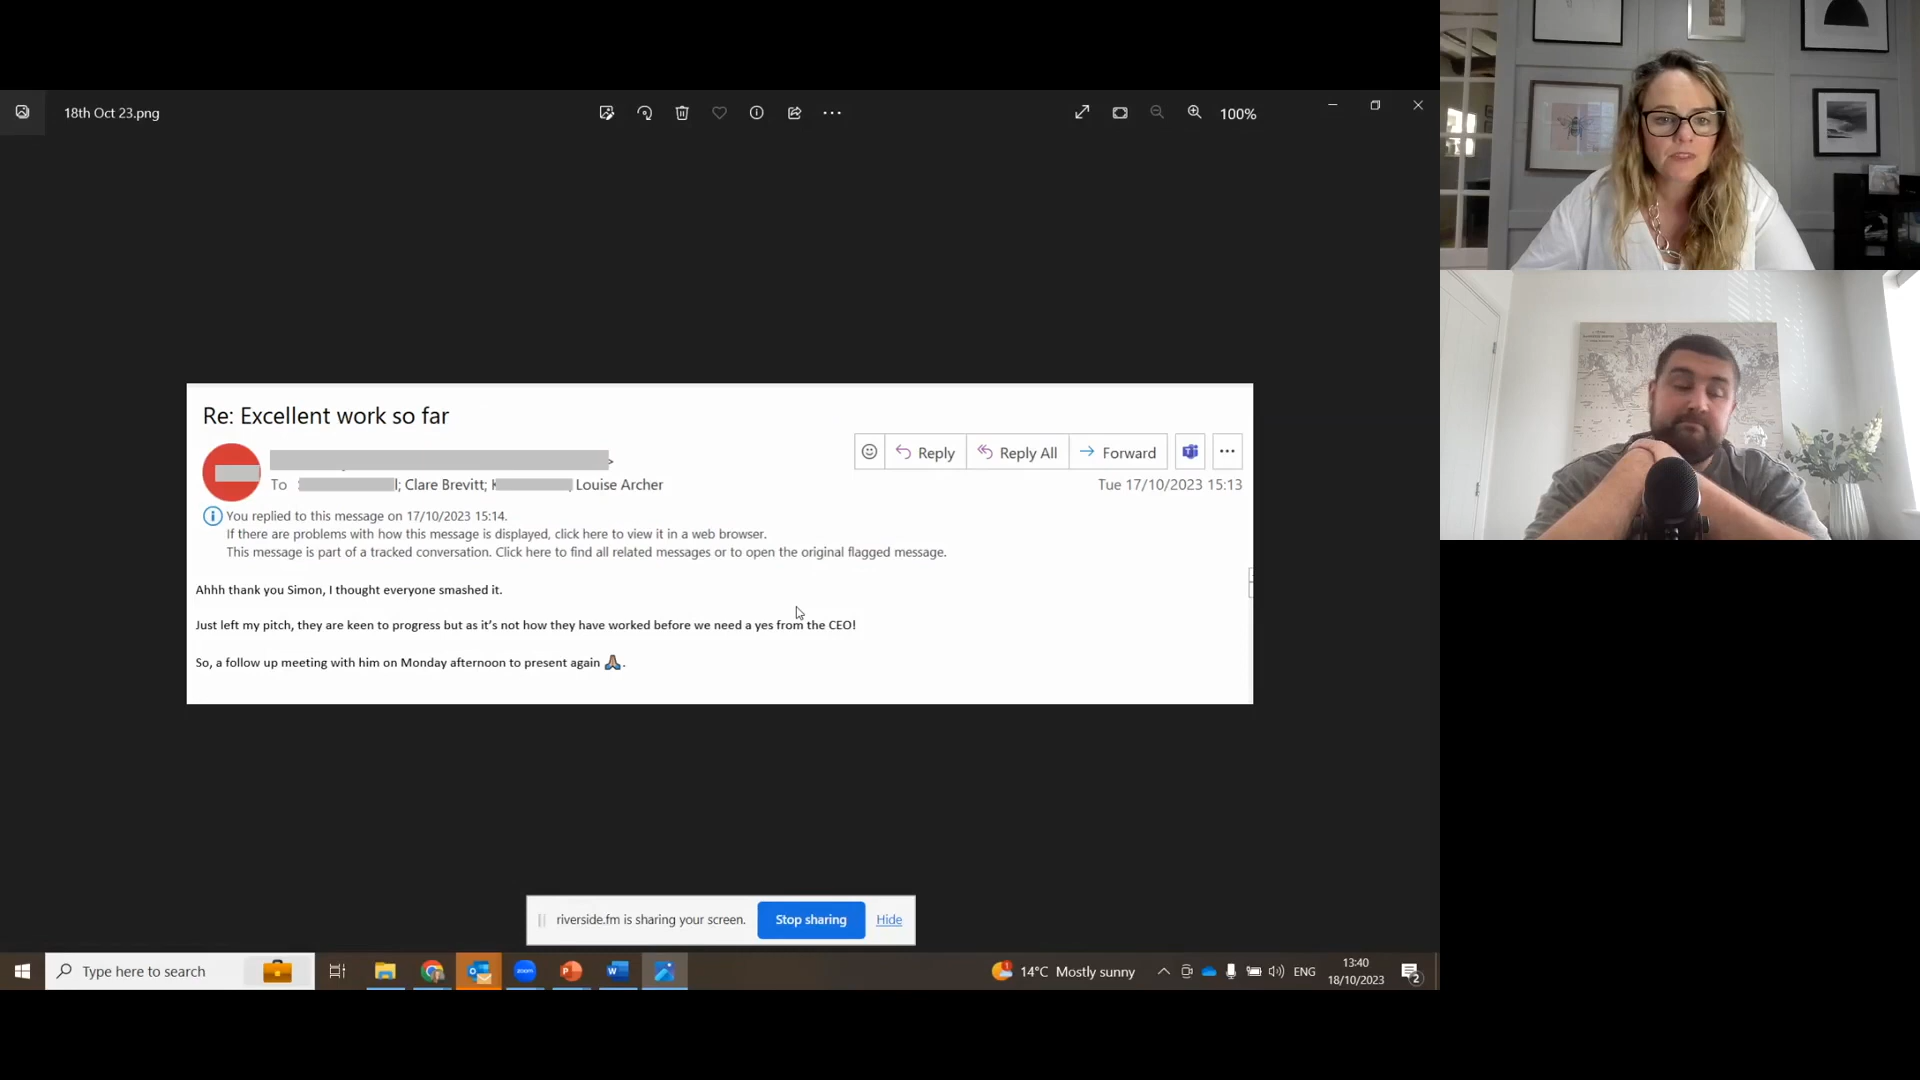 18th Oct 23.png
100%
Re: Excellent work so far
To l; Clare Brevitt; K Louise Archer
Reply
Reply All
Forward
Tue 17/10/2023 15:13
You replied to this message on 17/10/2023 15:14.
If there are problems with how this message is displayed, click here to view it in a web browser.
This message is part of a tracked conversation. Click here to find all related messages or to open the original flagged message.
Ahhh thank you Simon, I thought everyone smashed it.
Just left my pitch, they are keen to progress but as it’s not how they have worked before we need a yes from the CEO!
So, a follow up meeting with him on Monday afternoon to present again 🙏🏽.
riverside.fm is sharing your screen.
Stop sharing
Hide
Type here to search
zoom
14°C Mostly sunny
ENG
13:40
18/10/2023
2